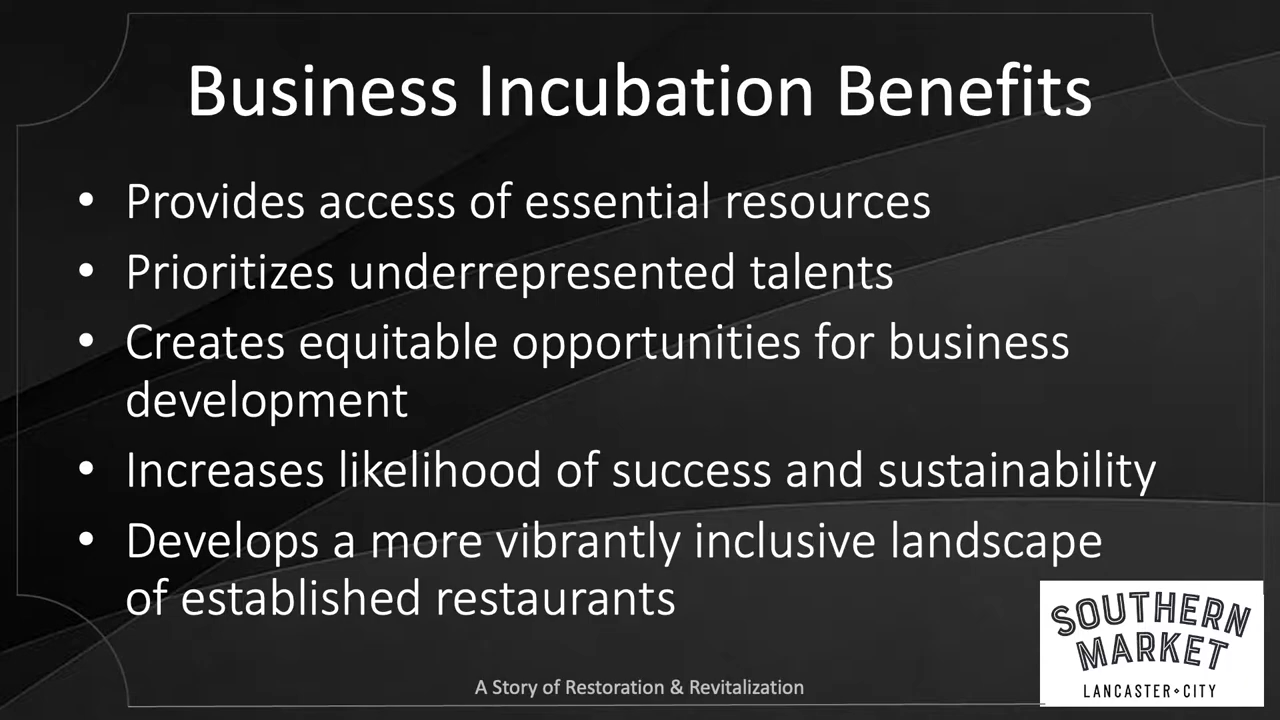 Business Incubation Benefits
• Provides access of essential resources
• Prioritizes underrepresented talents
• Creates equitable opportunities for business
development
• Increases likelihood of success and sustainability
• Develops a more vibrantly inclusive landscape
of established restaurants
SOUTHERN
MARKET
LANCASTER CITY
A Story of Restoration & Revitalization